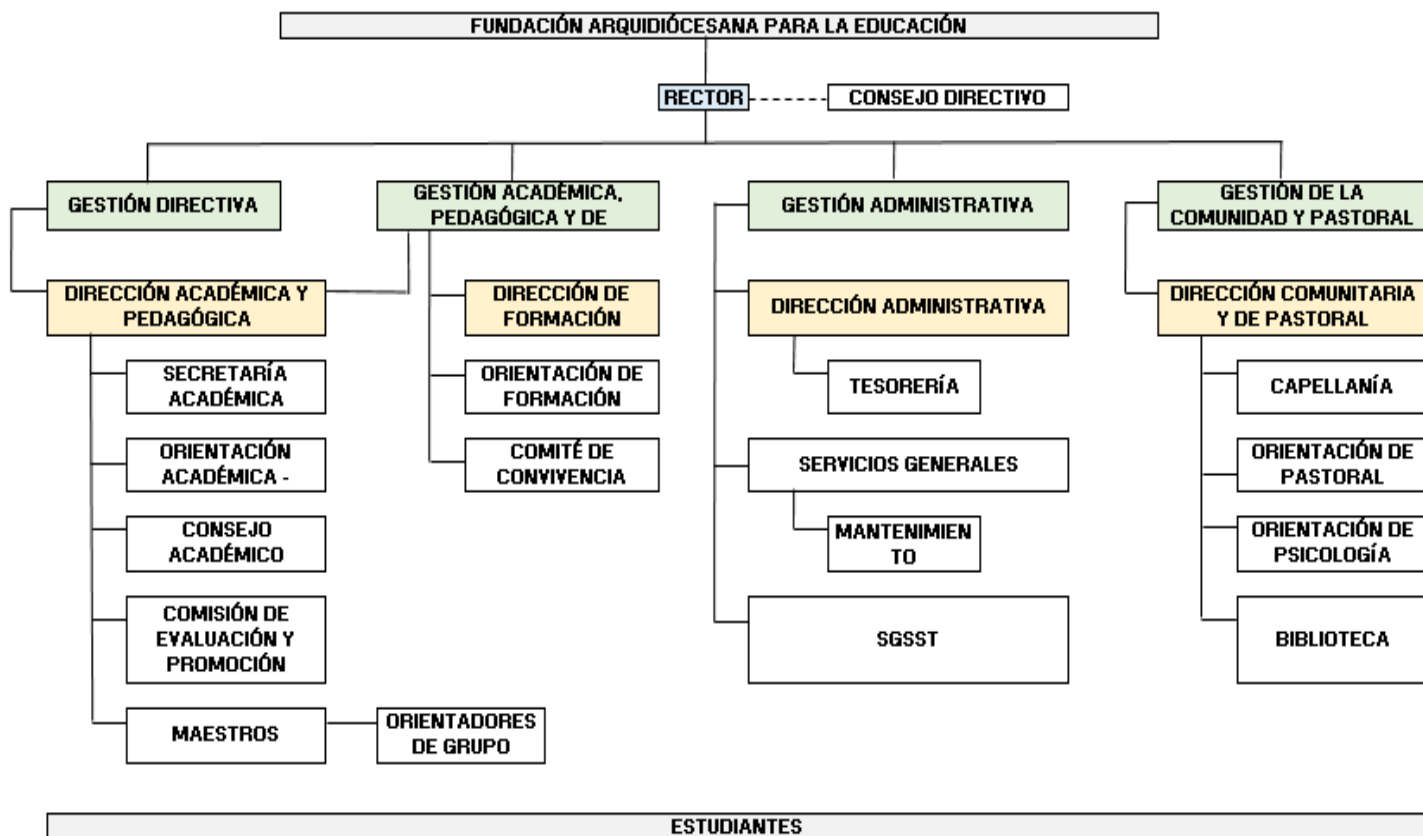 FUNDACIÓN ARQUIDIÓCESANA PARA LA EDUCACIÓN
RECTOR
CONSEJO DIRECTIVO
GESTIÓN DIRECTIVA
GESTIÓN ACADÉMICA,
PEDAGÓGICA Y DE
GESTIÓN ADMINISTRATIVA
GESTIÓN DE LA
COMUNIDAD Y PASTORAL
DIRECCIÓN ACADÉMICA Y
PEDAGÓGICA
DIRECCIÓN DE
FORMACIÓN
DIRECCIÓN ADMINISTRATIVA
DIRECCIÓN COMUNITARIA
Y DE PASTORAL
SECRETARÍA
ACADÉMICA
ORIENTACIÓN DE
FORMACIÓN
TESORERÍA
CAPELLANÍA
ORIENTACIÓN
ACADÉMICA -
COMITÉ DE
CONVIVENCIA
SERVICIOS GENERALES
ORIENTACIÓN DE
PASTORAL
CONSEJO
ACADÉMICO
MANTENIMIEN
TO
ORIENTACIÓN DE
PSICOLOGÍA
COMISIÓN DE
EVALUACIÓN Y
PROMOCIÓN
SGSST
BIBLIOTECA
MAESTROS
ORIENTADORES
DE GRUPO
ESTUDIANTES